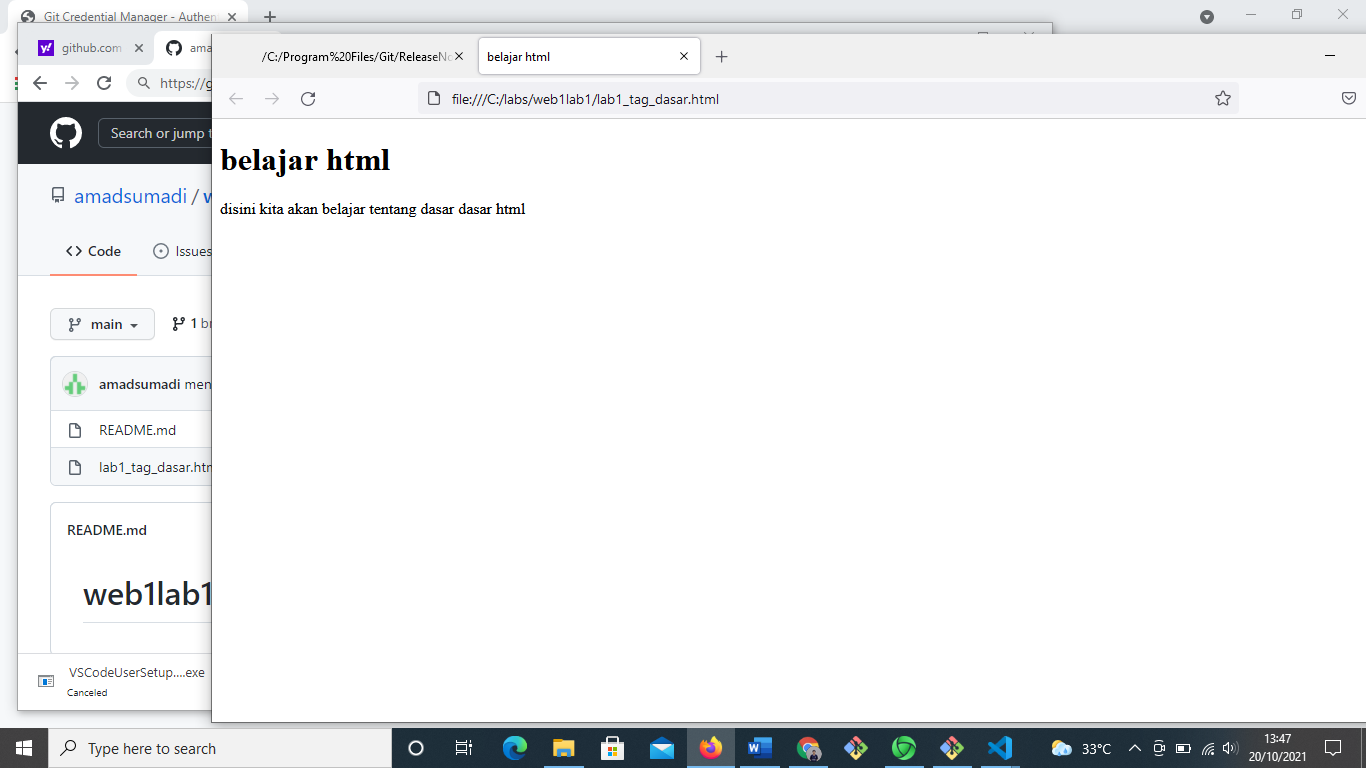 Git Credential Manager - Authen
github.com
ama
https://g
Search or jump t
amadsumadi / w
Code
Issues
main
1 br
amadsumadi men
README.md
lab1_tag_dasar.htm
README.md
web1lab1
VSCodeUserSetup....exe
Canceled
/C:/Program%20Files/Git/ReleaseNo
belajar html
file:///C:/labs/web1lab1/lab1_tag_dasar.html
belajar html
disini kita akan belajar tentang dasar dasar html
Type here to search
33°C
13:47
20/10/2021